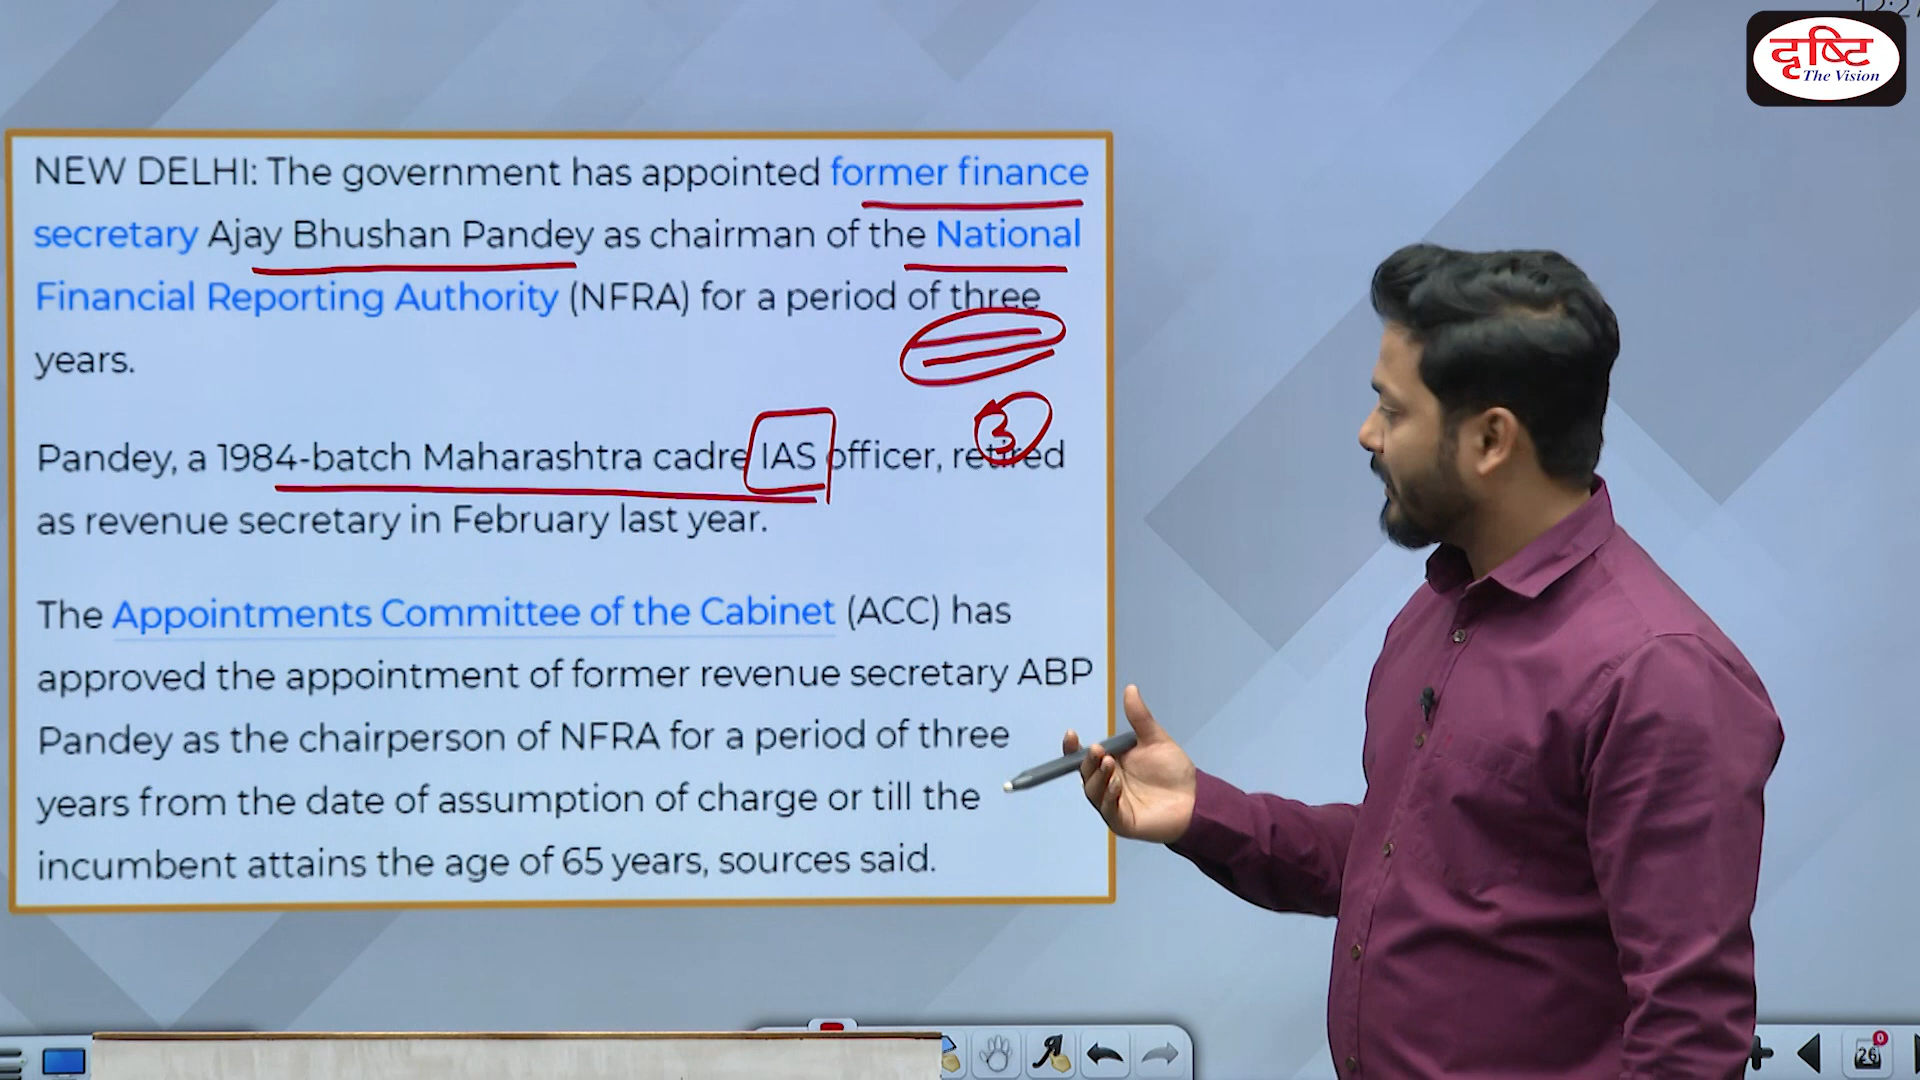 12:27
दृष्टि
The Vision
NEW DELHI: The government has appointed former finance
secretary Ajay Bhushan Pandey as chairman of the National
Financial Reporting Authority (NFRA) for a period of three
years.
3
Pandey, a 1984-batch Maharashtra cadre IAS officer, retired
as revenue secretary in February last year.
The Appointments Committee of the Cabinet (ACC) has
approved the appointment of former revenue secretary ABP
Pandey as the chairperson of NFRA for a period of three
years from the date of assumption of charge or till the
incumbent attains the age of 65 years, sources said.
0
26